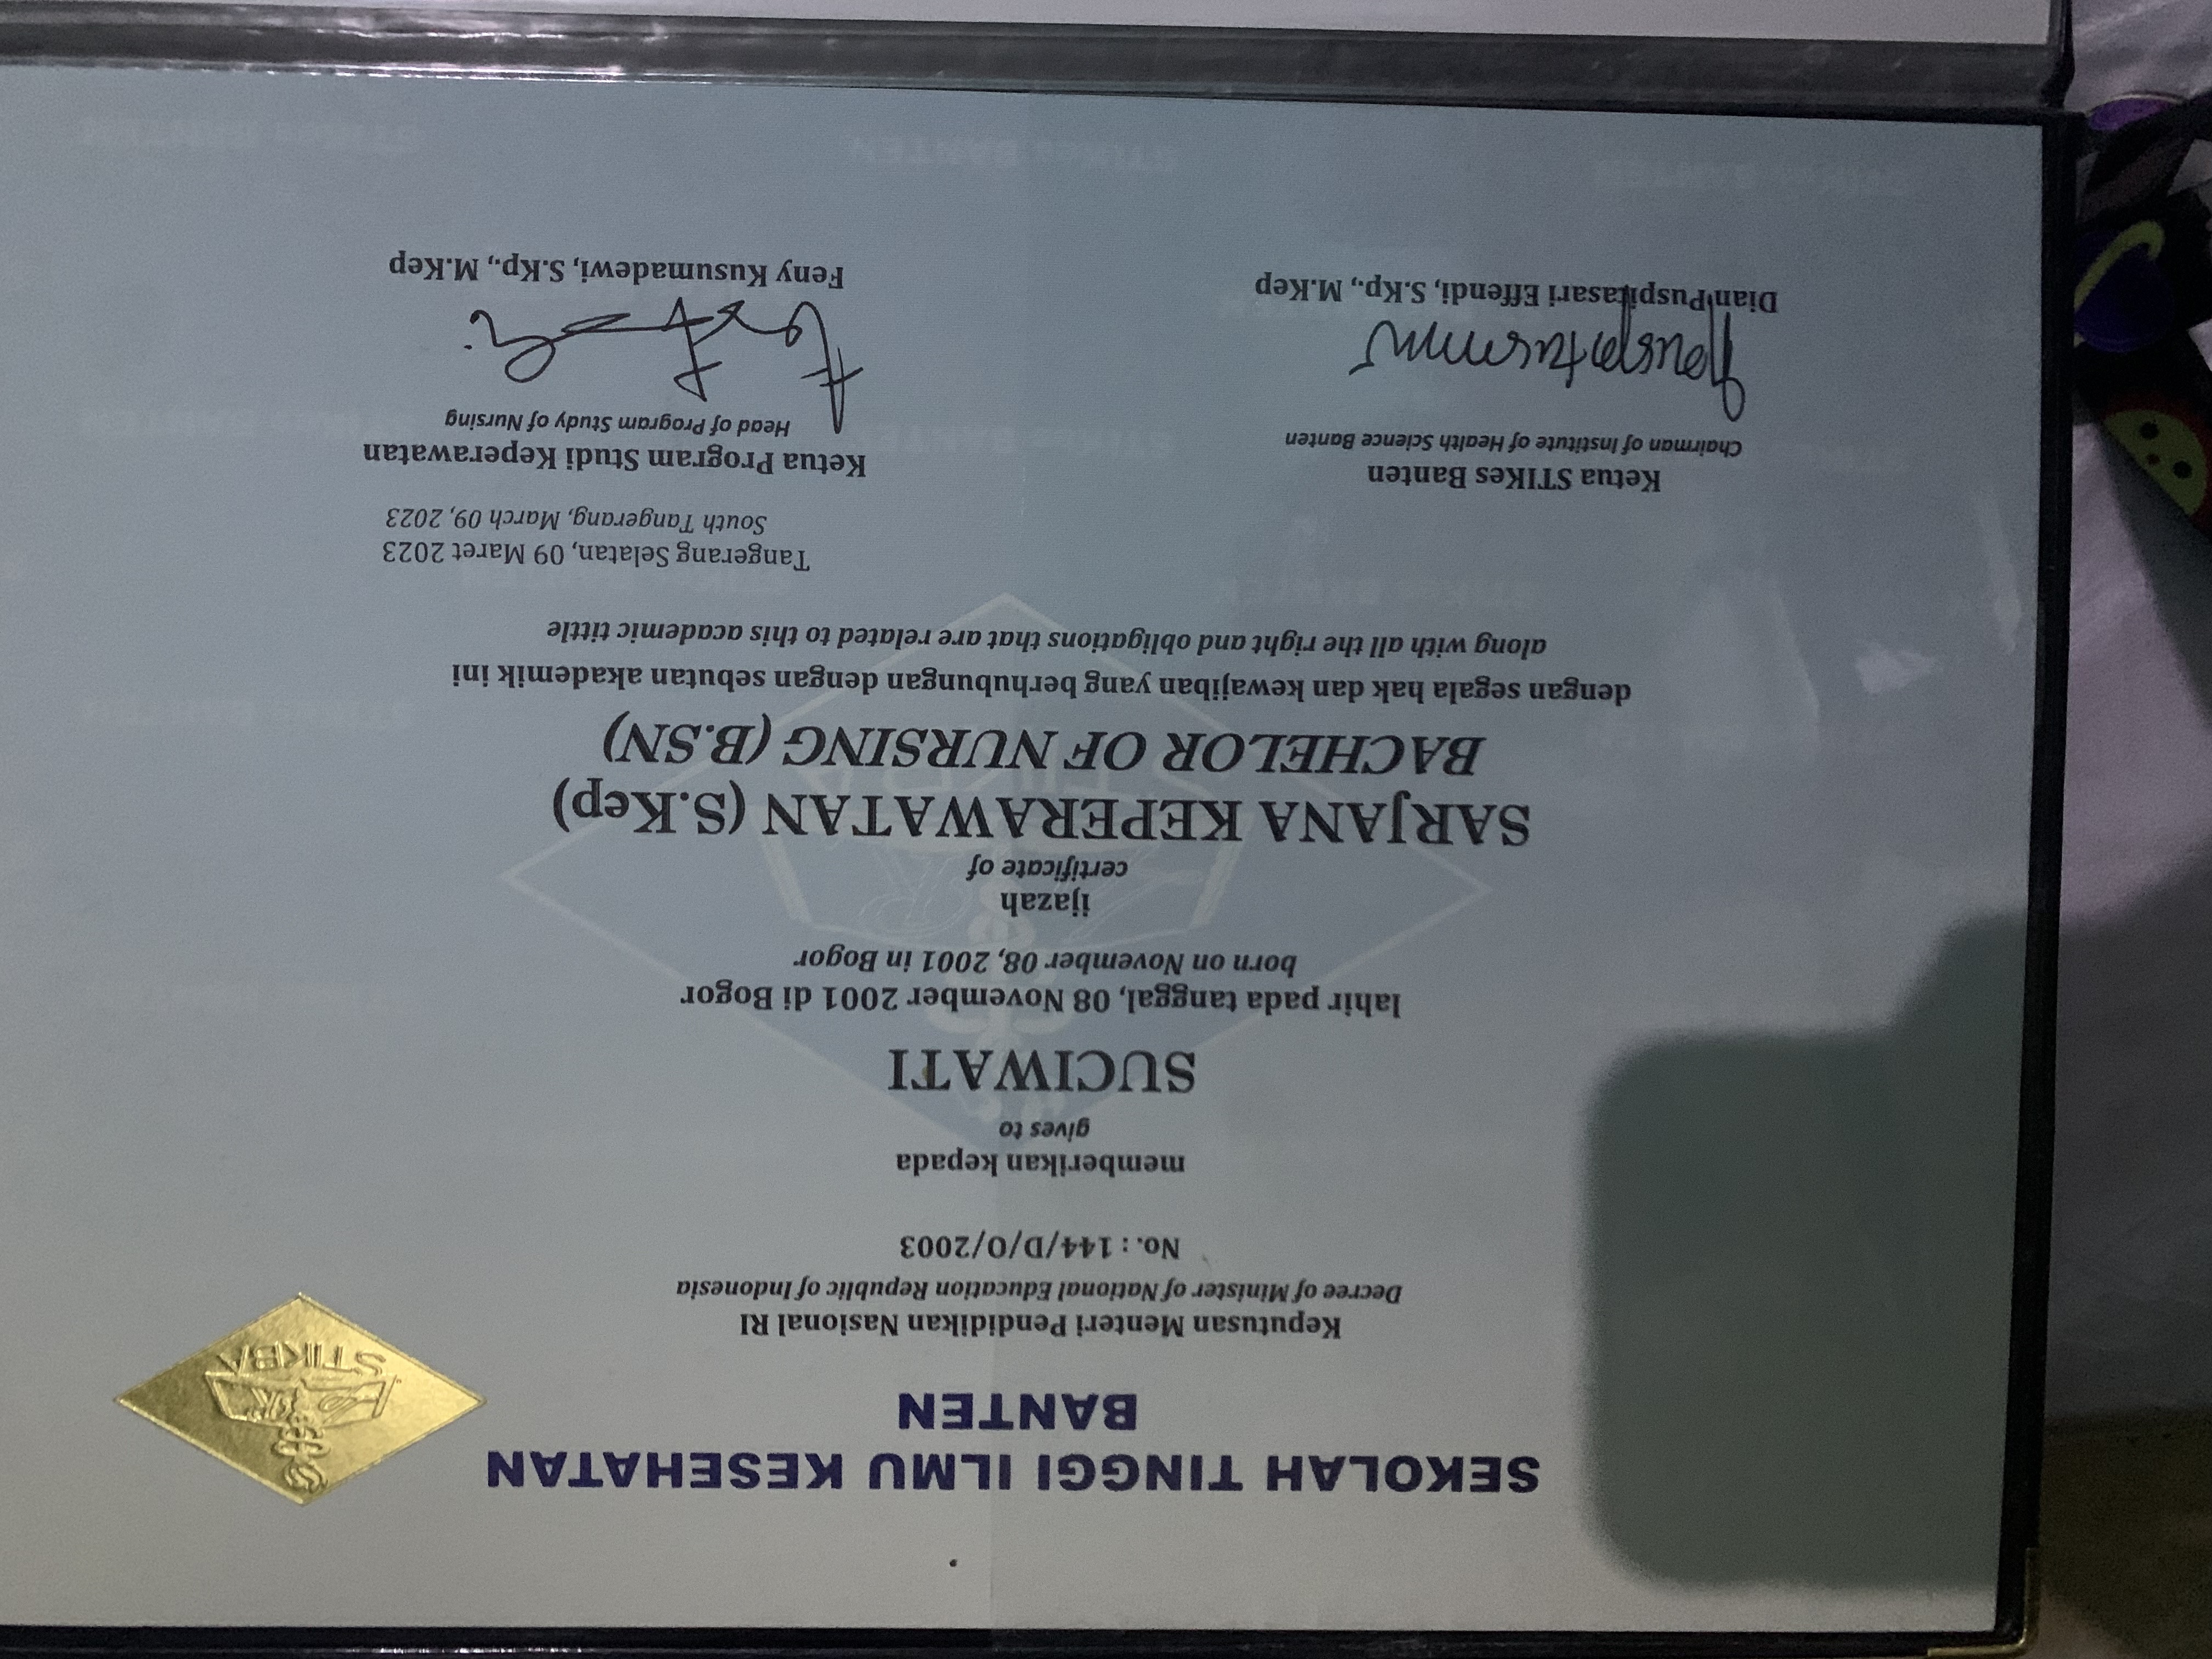 SEKOLAH TINGGI ILMU KESEHATAN
BANTEN
STIKBA
Keputusan Menteri Pendidikan Nasional RI
Decree of Minister of National Education Republic of Indonesia
No. : 144/D/O/2003
memberikan kepada
gives to
SUCIWATI
lahir pada tanggal, 08 November 2001 di Bogor
born on November 08, 2001 in Bogor
ijazah
certificate of
SARJANA KEPERAWATAN (S.Kep)
BACHELOR OF NURSING (B.SN)
dengan segala hak dan kewajiban yang berhubungan dengan sebutan akademik ini
along with all the right and obligations that are related to this academic tittle
Tangerang Selatan, 09 Maret 2023
South Tangerang, March 09, 2023
Ketua STIKes Banten
Chairman of Institute of Health Science Banten
Dian Puspitasari Effendi, S.Kp., M.Kep
Ketua Program Studi Keperawatan
Head of Program Study of Nursing
Feny Kusumadewi, S.Kp., M.Kep